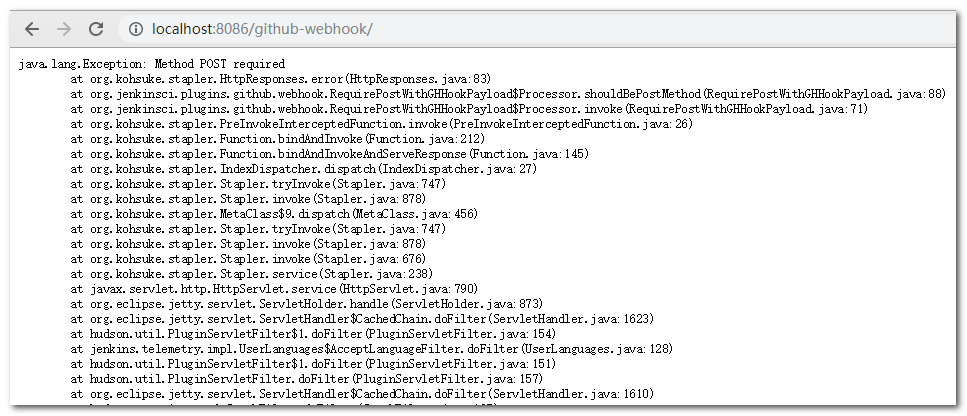 localhost:8086/github-webhook/
java.lang.Exception: Method POST required
at org.kohsuke.stapler.HttpResponses.error(HttpResponses.java:83)
at org.jenkinsci.plugins.github.webhook.RequirePostWithGHHookPayload$Processor.shouldBePostMethod(RequirePostWithGHHookPayload.java:88)
at org.jenkinsci.plugins.github.webhook.RequirePostWithGHHookPayload$Processor.invoke(RequirePostWithGHHookPayload.java:71)
at org.kohsuke.stapler.PreInvokeInterceptedFunction.invoke(PreInvokeInterceptedFunction.java:26)
at org.kohsuke.stapler.Function.bindAndInvoke(Function.java:212)
at org.kohsuke.stapler.Function.bindAndInvokeAndServeResponse(Function.java:145)
at org.kohsuke.stapler.IndexDispatcher.dispatch(IndexDispatcher.java:27)
at org.kohsuke.stapler.Stapler.tryInvoke(Stapler.java:747)
at org.kohsuke.stapler.Stapler.invoke(Stapler.java:878)
at org.kohsuke.stapler.MetaClass$9.dispatch(MetaClass.java:456)
at org.kohsuke.stapler.Stapler.tryInvoke(Stapler.java:747)
at org.kohsuke.stapler.Stapler.invoke(Stapler.java:878)
at org.kohsuke.stapler.Stapler.invoke(Stapler.java:676)
at org.kohsuke.stapler.Stapler.service(Stapler.java:238)
at javax.servlet.http.HttpServlet.service(HttpServlet.java:790)
at org.eclipse.jetty.servlet.ServletHolder.handle(ServletHolder.java:873)
at org.eclipse.jetty.servlet.ServletHandler$CachedChain.doFilter(ServletHandler.java:1623)
at hudson.util.PluginServletFilter$1.doFilter(PluginServletFilter.java:154)
at jenkins.telemetry.impl.UserLanguages$AcceptLanguageFilter.doFilter(UserLanguages.java:128)
at hudson.util.PluginServletFilter$1.doFilter(PluginServletFilter.java:151)
at hudson.util.PluginServletFilter.doFilter(PluginServletFilter.java:157)
at org.eclipse.jetty.servlet.ServletHandler$CachedChain.doFilter(ServletHandler.java:1610)